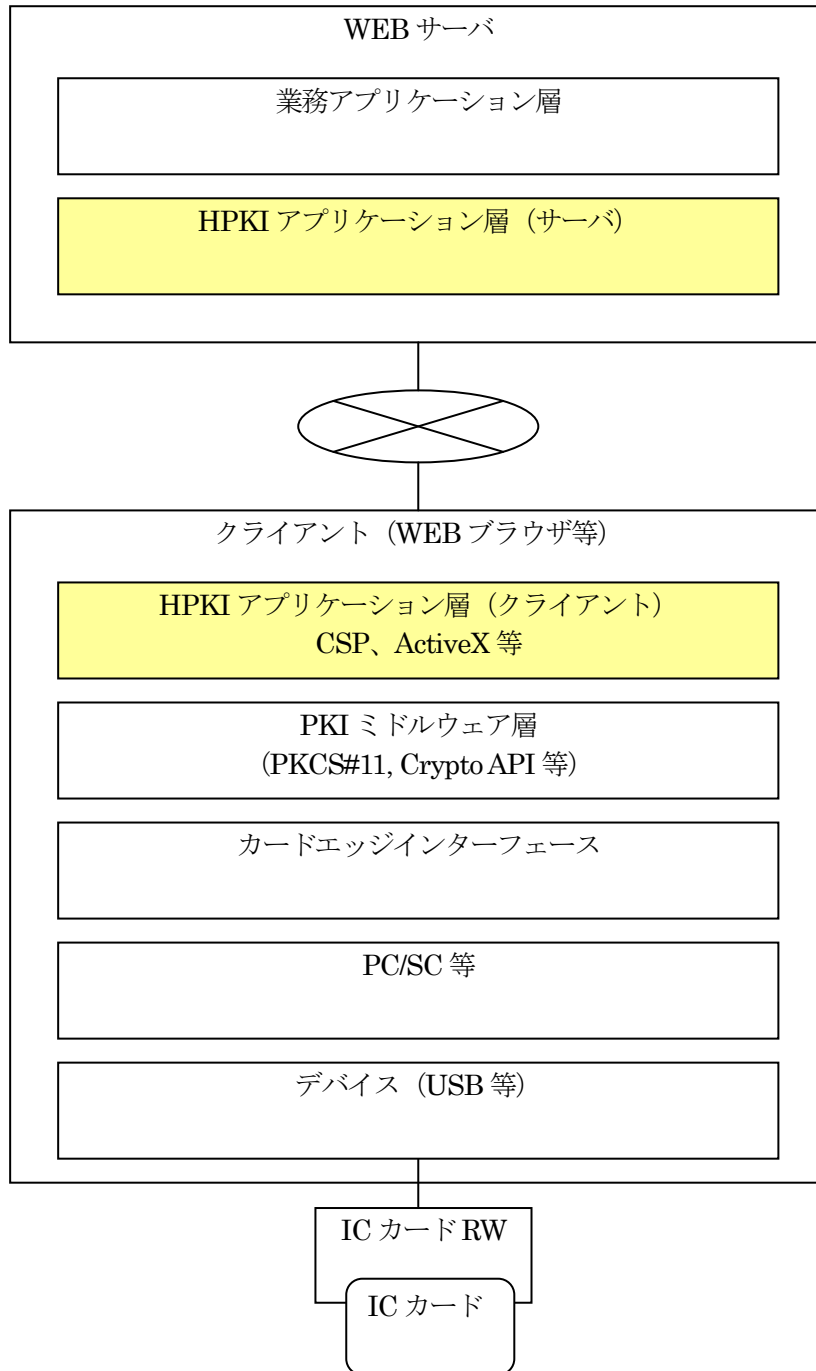 WEB サーバ
業務アプリケーション層
HPKI アプリケーション層（サーバ）
クライアント（WEB ブラウザ等）
HPKI アプリケーション層（クライアント）
CSP、ActiveX 等
PKI ミドルウェア層
（PKCS#11, Crypto API 等）
カードエッジインターフェース
PC/SC 等
デバイス（USB 等）
IC カード RW
IC カード